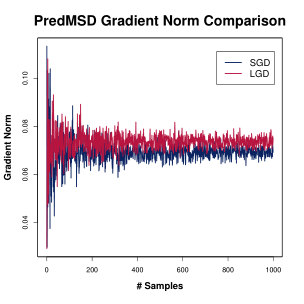 PredMSD Gradient Norm Comparison
SGD
LGD
Gradient Norm
0.10
0.08
0.06
0.04
0 200 400 600 800 1000
# Samples